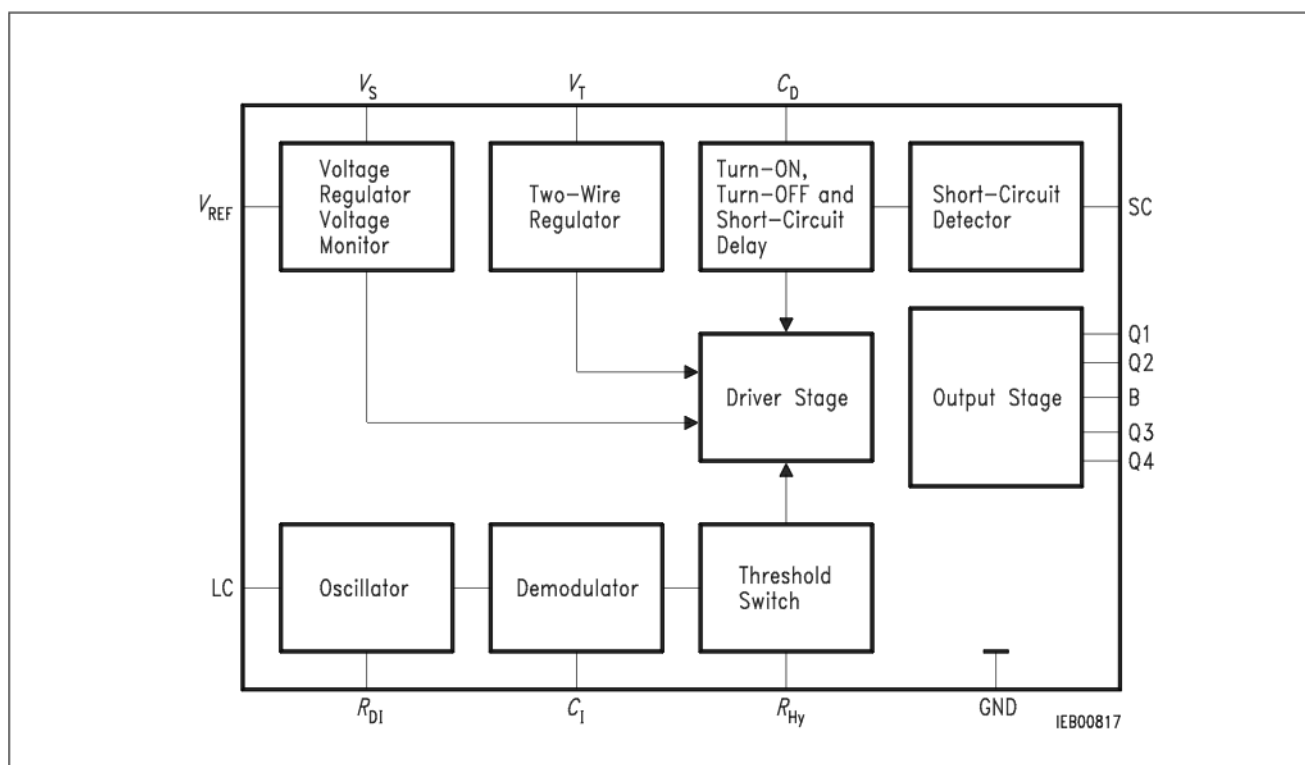 V_S
V_T
C_D
V_REF
Voltage
Regulator
Voltage
Monitor
Two-Wire
Regulator
Turn-ON,
Turn-OFF and
Short-Circuit
Delay
Short-Circuit
Detector
SC
Driver Stage
Output Stage
Q1
Q2
B
Q3
Q4
LC
Oscillator
Demodulator
Threshold
Switch
R_DI
C_I
R_Hy
GND
IEB00817